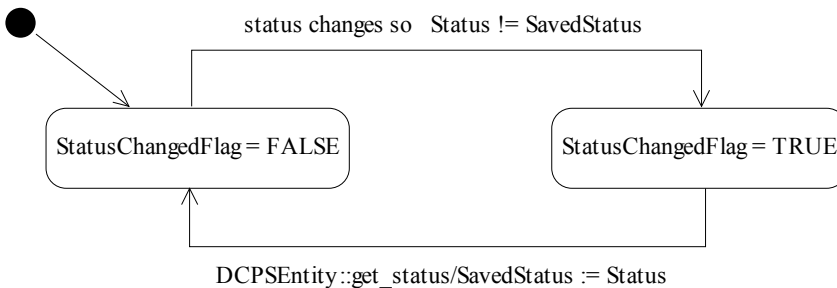 status changes so Status != SavedStatus
StatusChangedFlag = FALSE
StatusChangedFlag = TRUE
DCPSEntity::get_status/SavedStatus := Status